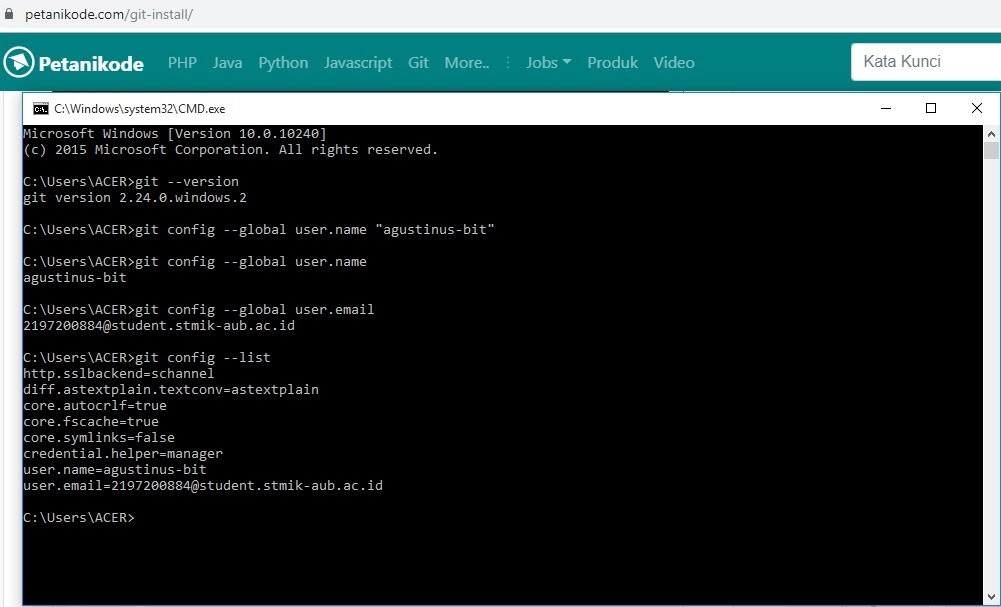 petanikode.com/git-install/
Petanikode PHP Java Python Javascript Git More.. Jobs Produk Video Kata Kunci
C:\Windows\system32\CMD.exe
Microsoft Windows [Version 10.0.10240]
(c) 2015 Microsoft Corporation. All rights reserved.
C:\Users\ACER>git --version
git version 2.24.0.windows.2
C:\Users\ACER>git config --global user.name "agustinus-bit"
C:\Users\ACER>git config --global user.name
agustinus-bit
C:\Users\ACER>git config --global user.email
2197200884@student.stmik-aub.ac.id
C:\Users\ACER>git config --list
http.sslbackend=schannel
diff.astextplain.textconv=astextplain
core.autocrlf=true
core.fscache=true
core.symlinks=false
credential.helper=manager
user.name=agustinus-bit
user.email=2197200884@student.stmik-aub.ac.id
C:\Users\ACER>